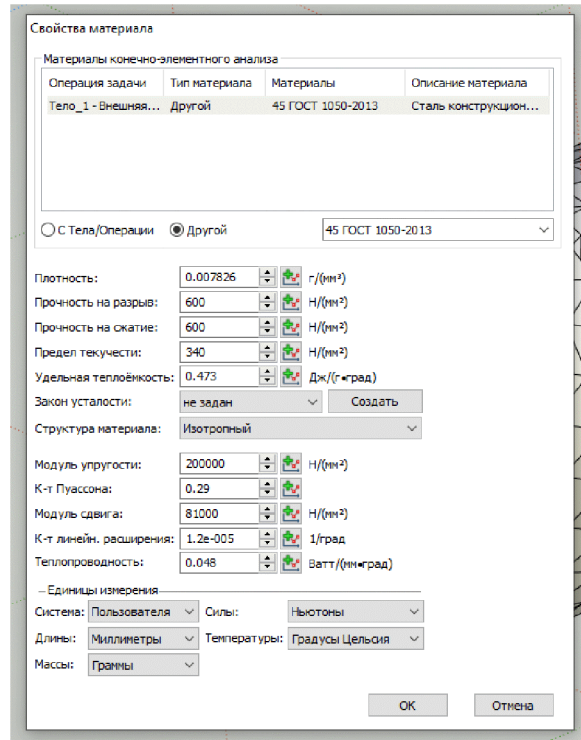 Свойства материала
Материалы конечно-элементного анализа
Операция задачи Тип материала Материалы Описание материала
Тело_1 - Внешняя... Другой 45 ГОСТ 1050-2013 Сталь конструкцион...
С Тела/Операции Другой 45 ГОСТ 1050-2013
Плотность: 0.007826 г/(мм³)
Прочность на разрыв: 600 Н/(мм²)
Прочность на сжатие: 600 Н/(мм²)
Предел текучести: 340 Н/(мм²)
Удельная теплоёмкость: 0.473 Дж/(г•град)
Закон усталости: не задан Создать
Структура материала: Изотропный
Модуль упругости: 200000 Н/(мм²)
К-т Пуассона: 0.29
Модуль сдвига: 81000 Н/(мм²)
К-т линейн. расширения: 1.2e-005 1/град
Теплопроводность: 0.048 Ватт/(мм•град)
Единицы измерения
Система: Пользователя Силы: Ньютоны
Длины: Миллиметры Температуры: Градусы Цельсия
Массы: Граммы
ОК Отмена